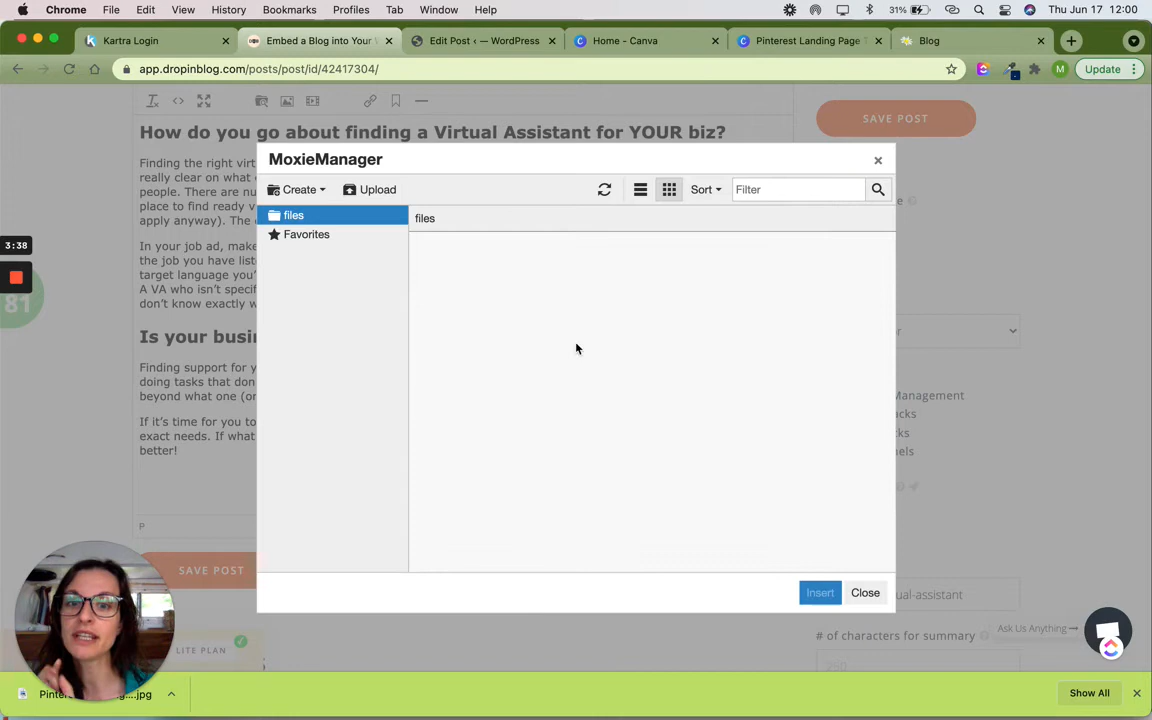 Chrome File Edit View History Bookmarks Profiles Tab Window Help 31% Thu Jun 17 12:00
Kartra Login Embed a Blog into Your Edit Post ‹ — WordPress Home - Canva Pinterest Landing Page Blog
app.dropinblog.com/posts/post/id/42417304/ M Update
SAVE POST
How do you go about finding a Virtual Assistant for YOUR biz?
MoxieManager
Finding the right virt
really clear on what
people. There are nu
place to find ready v
apply anyway). The
Create Upload Sort Filter
files
files
Favorites
In your job ad, make
the job you have list
target language you'
A VA who isn't specif
don't know exactly w
3:38
81
Is your busi
Finding support for y
doing tasks that don
beyond what one (or
If it's time for you to
exact needs. If what
better!
Management
acks
ks
nels
P
SAVE POST
Insert Close
ual-assistant
Ask Us Anything
# of characters for summary
250
LITE PLAN
Show All